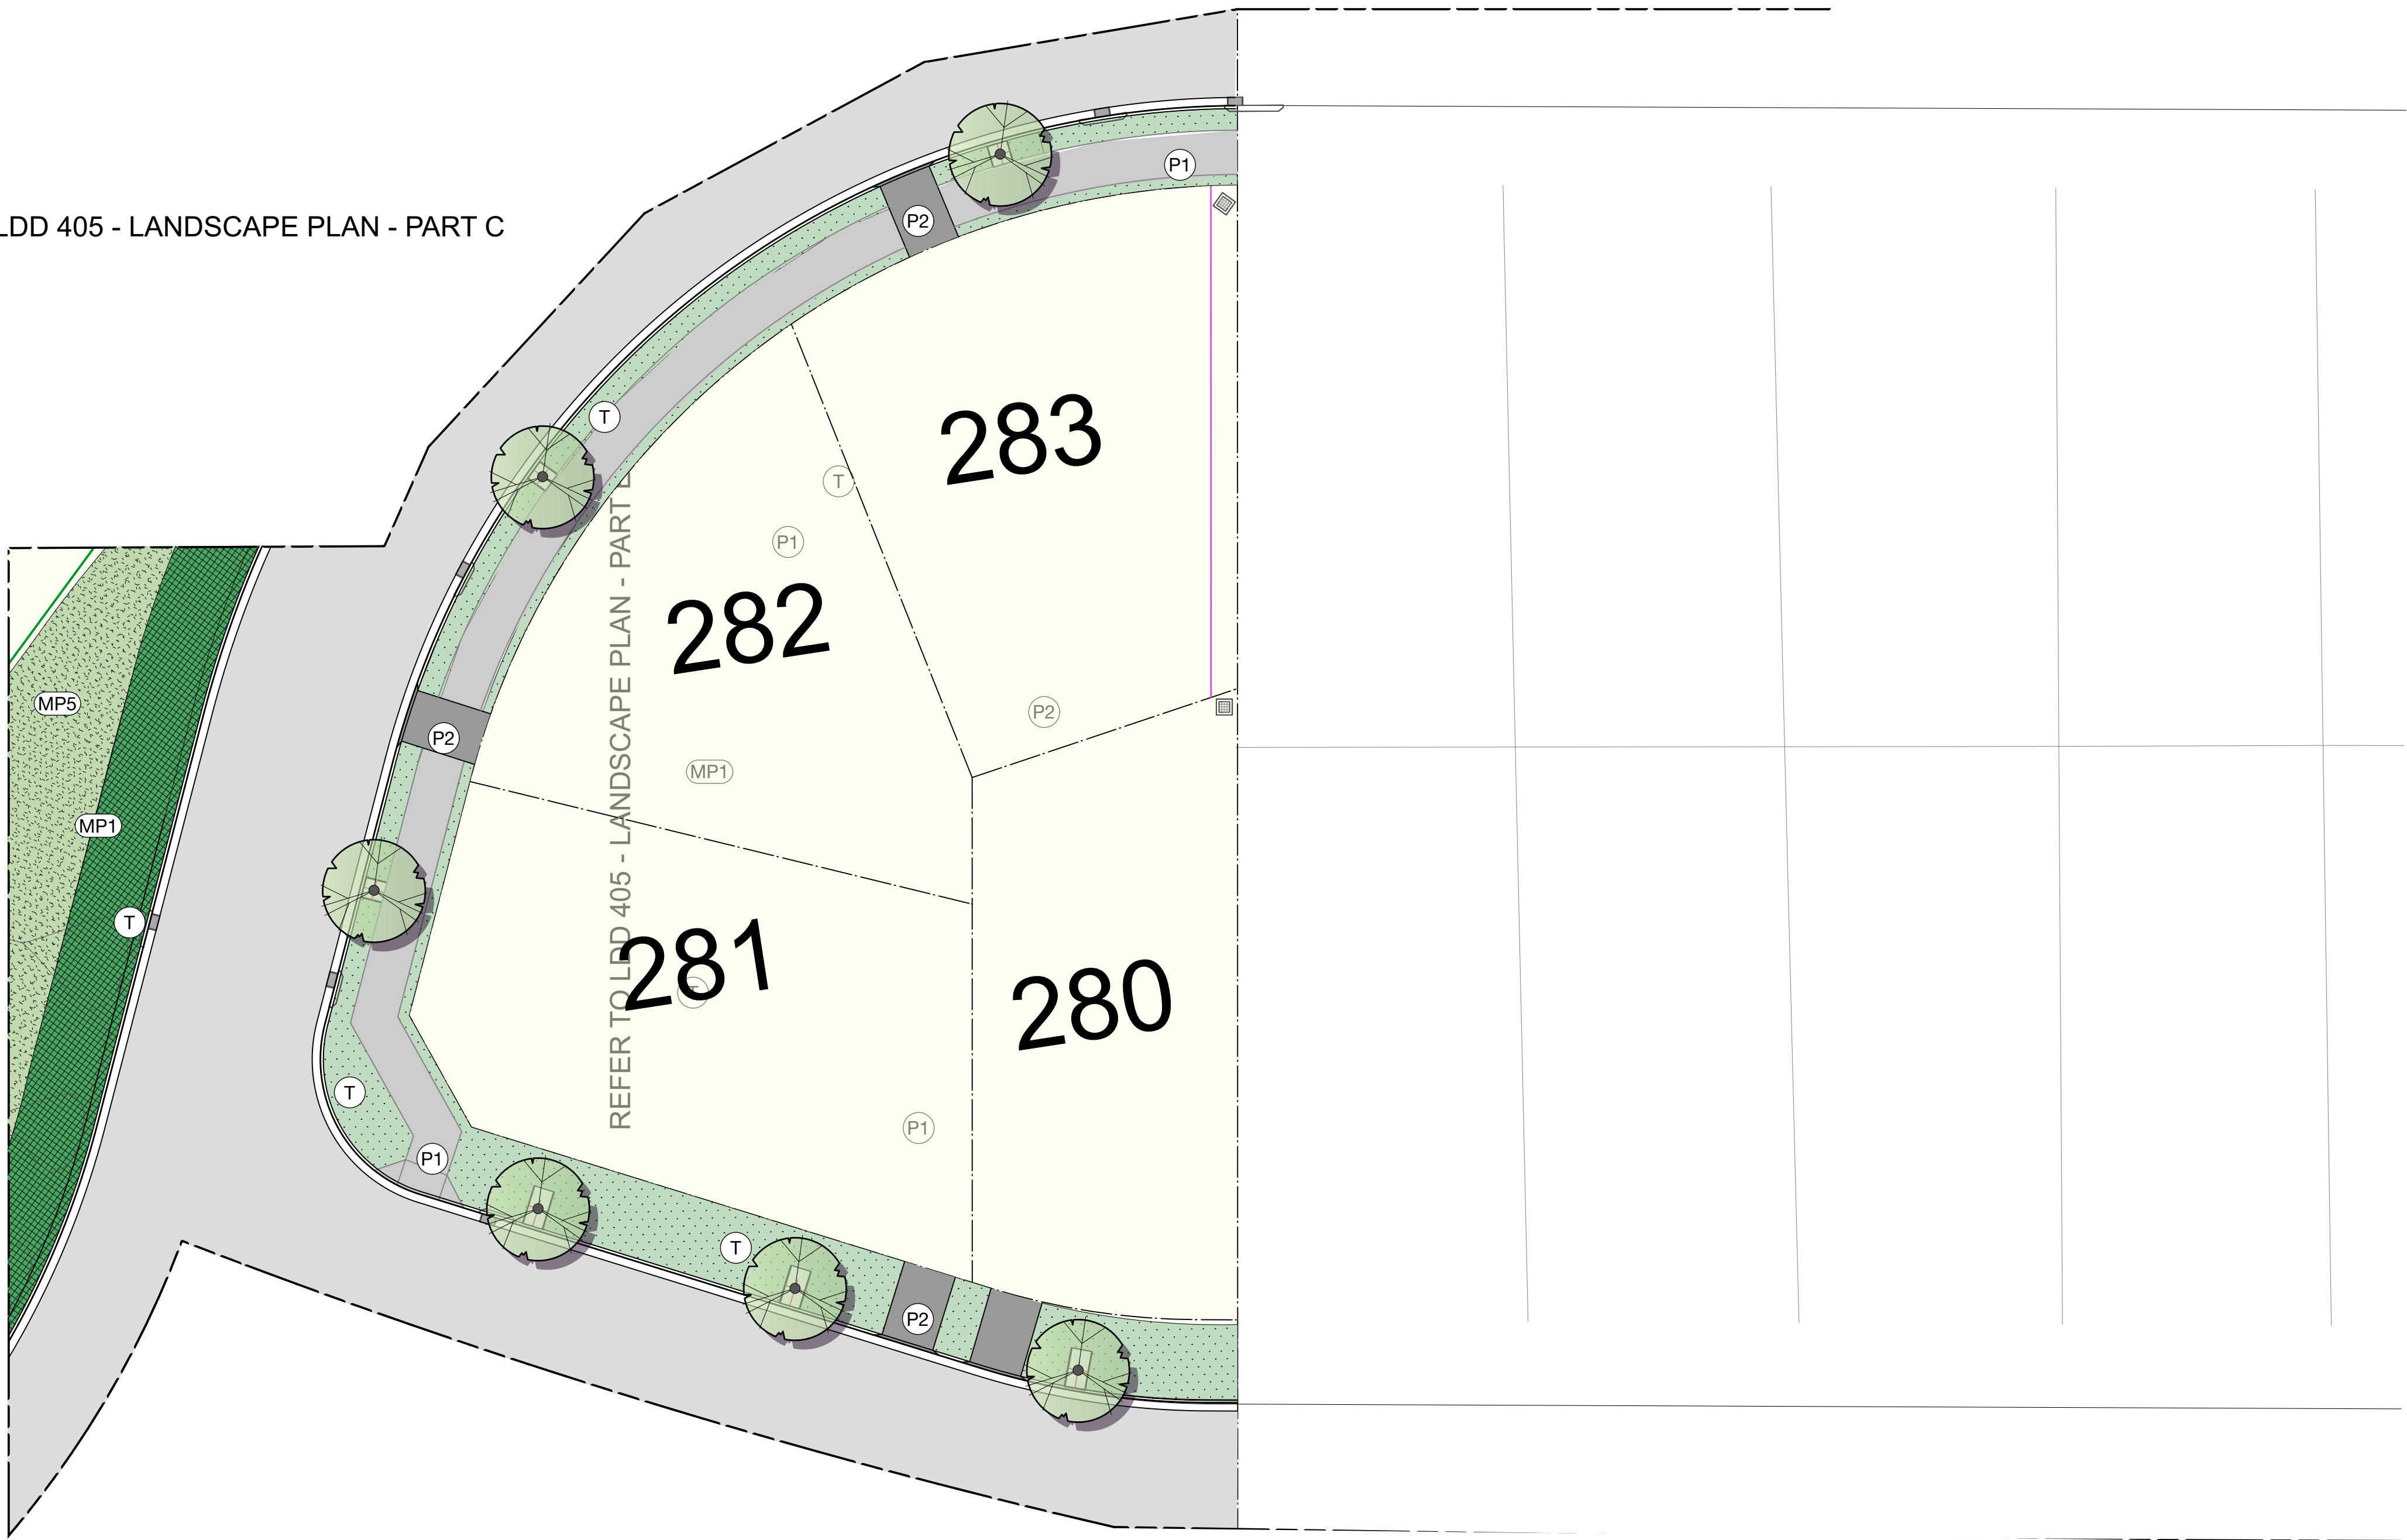 P1
LDD 405 - LANDSCAPE PLAN - PART C
P2
T
283
T
P1
282
MP5
P2
P2
MP1
MP1
T
281
T
280
REFER TO LDD 405 - LANDSCAPE PLAN - PART
T
P1
P1
T
P2